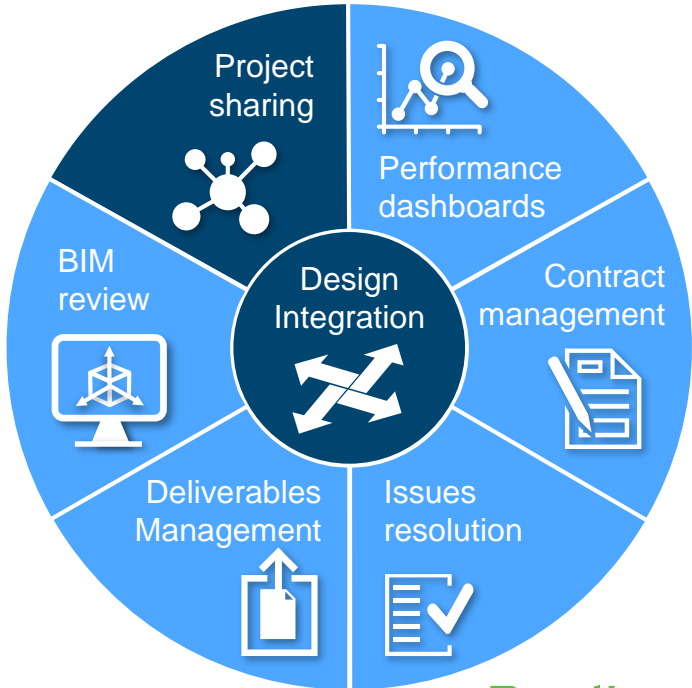 Project
sharing
Performance
dashboards
BIM
review
Design
Integration
Contract
management
Deliverables
Management
Issues
resolution